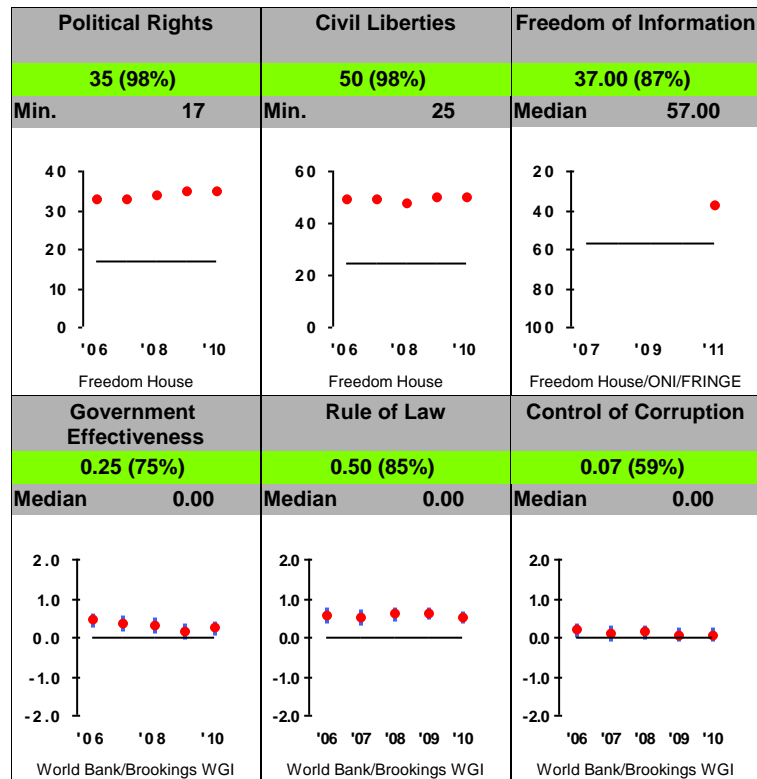 Political Rights
35 (98%)
Min. 17
40
30
20
10
0
'06 '08 '10
Freedom House
Civil Liberties
50 (98%)
Min. 25
60
40
20
0
'06 '08 '10
Freedom House
Freedom of Information
37.00 (87%)
Median 57.00
20
40
60
80
100
'07 '09 '11
Freedom House/ONI/FRINGE
Government
Effectiveness
0.25 (75%)
Median 0.00
2.0
1.0
0.0
-1.0
-2.0
'06 '08 '10
World Bank/Brookings WGI
Rule of Law
0.50 (85%)
Median 0.00
2.0
1.0
0.0
-1.0
-2.0
'06 '07 '08 '09 '10
World Bank/Brookings WGI
Control of Corruption
0.07 (59%)
Median 0.00
2.0
1.0
0.0
-1.0
-2.0
'06 '07 '08 '09 '10
World Bank/Brookings WGI